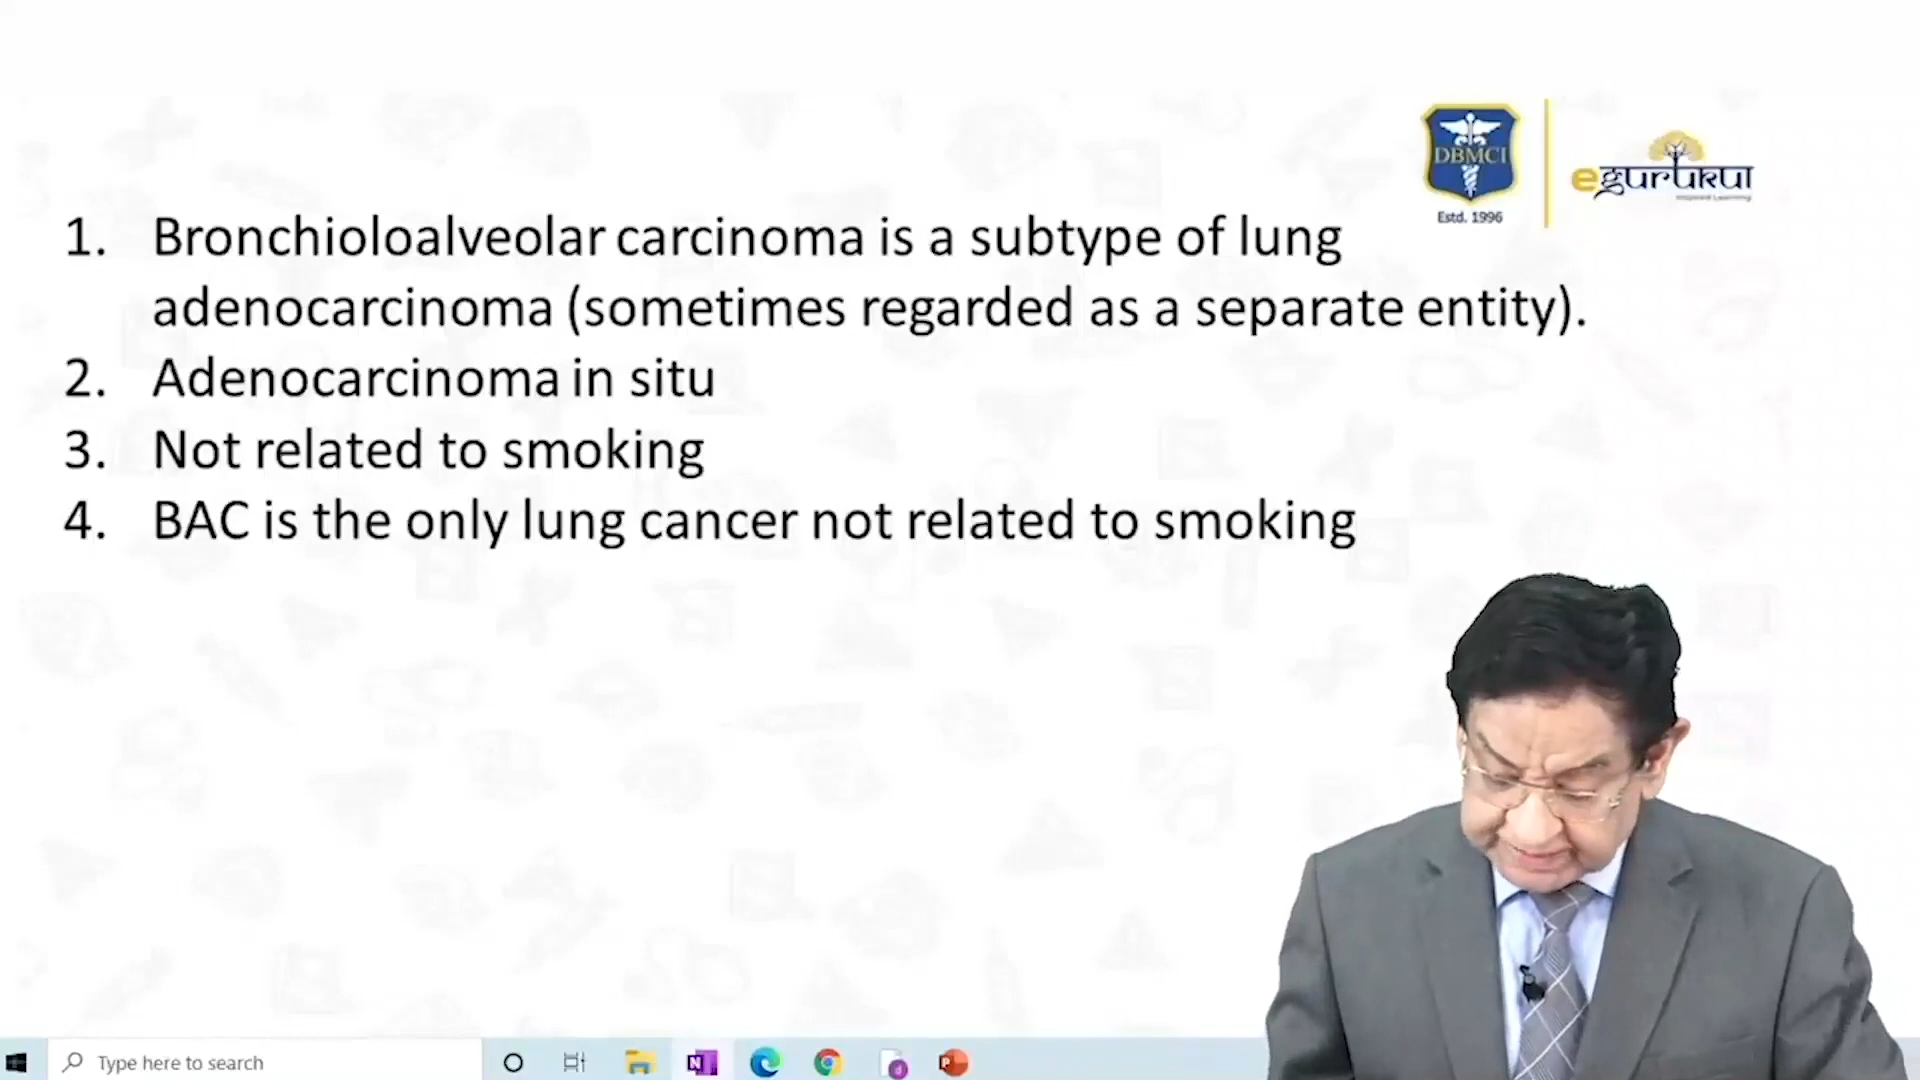 DBMCI
Estd. 1996
egurukul
Inspired Learning
1. Bronchioloalveolar carcinoma is a subtype of lung
adenocarcinoma (sometimes regarded as a separate entity).
2. Adenocarcinoma in situ
3. Not related to smoking
4. BAC is the only lung cancer not related to smoking
Type here to search